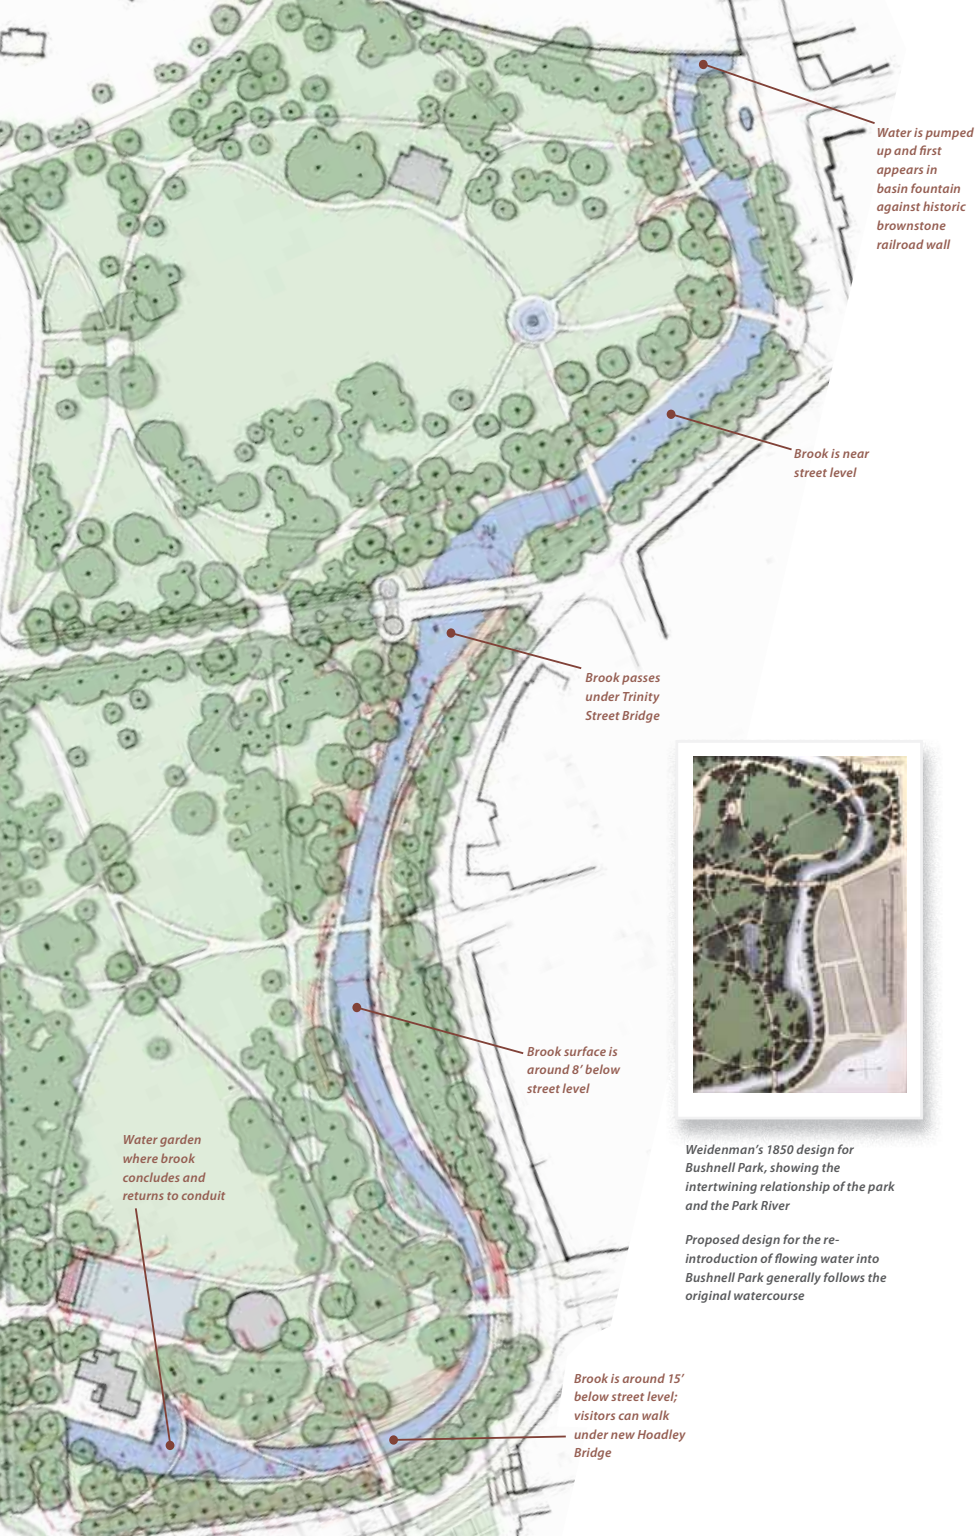 Water is pumped
up and first
appears in
basin fountain
against historic
brownstone
railroad wall
Brook is near
street level
Brook passes
under Trinity
Street Bridge
Brook surface is
around 8’ below
street level
Water garden
where brook
concludes and
returns to conduit
Weidenman’s 1850 design for
Bushnell Park, showing the
intertwining relationship of the park
and the Park River
Proposed design for the re-
introduction of flowing water into
Bushnell Park generally follows the
original watercourse
Brook is around 15’
below street level;
visitors can walk
under new Hoadley
Bridge